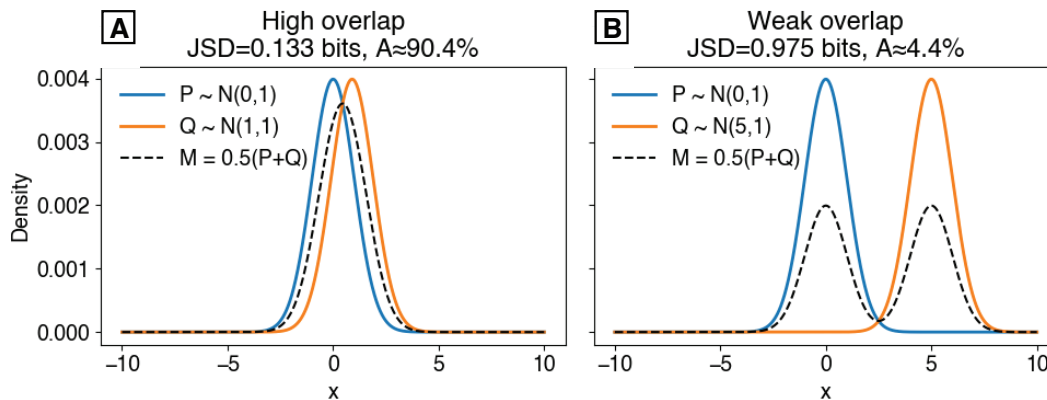 A
High overlap
JSD=0.133 bits, A≈90.4%
0.004
0.003
0.002
0.001
0.000
Density
P ~ N(0,1)
Q ~ N(1,1)
M = 0.5(P+Q)
−10
−5
0
5
10
x
B
Weak overlap
JSD=0.975 bits, A≈4.4%
P ~ N(0,1)
Q ~ N(5,1)
M = 0.5(P+Q)
−10
−5
0
5
10
x